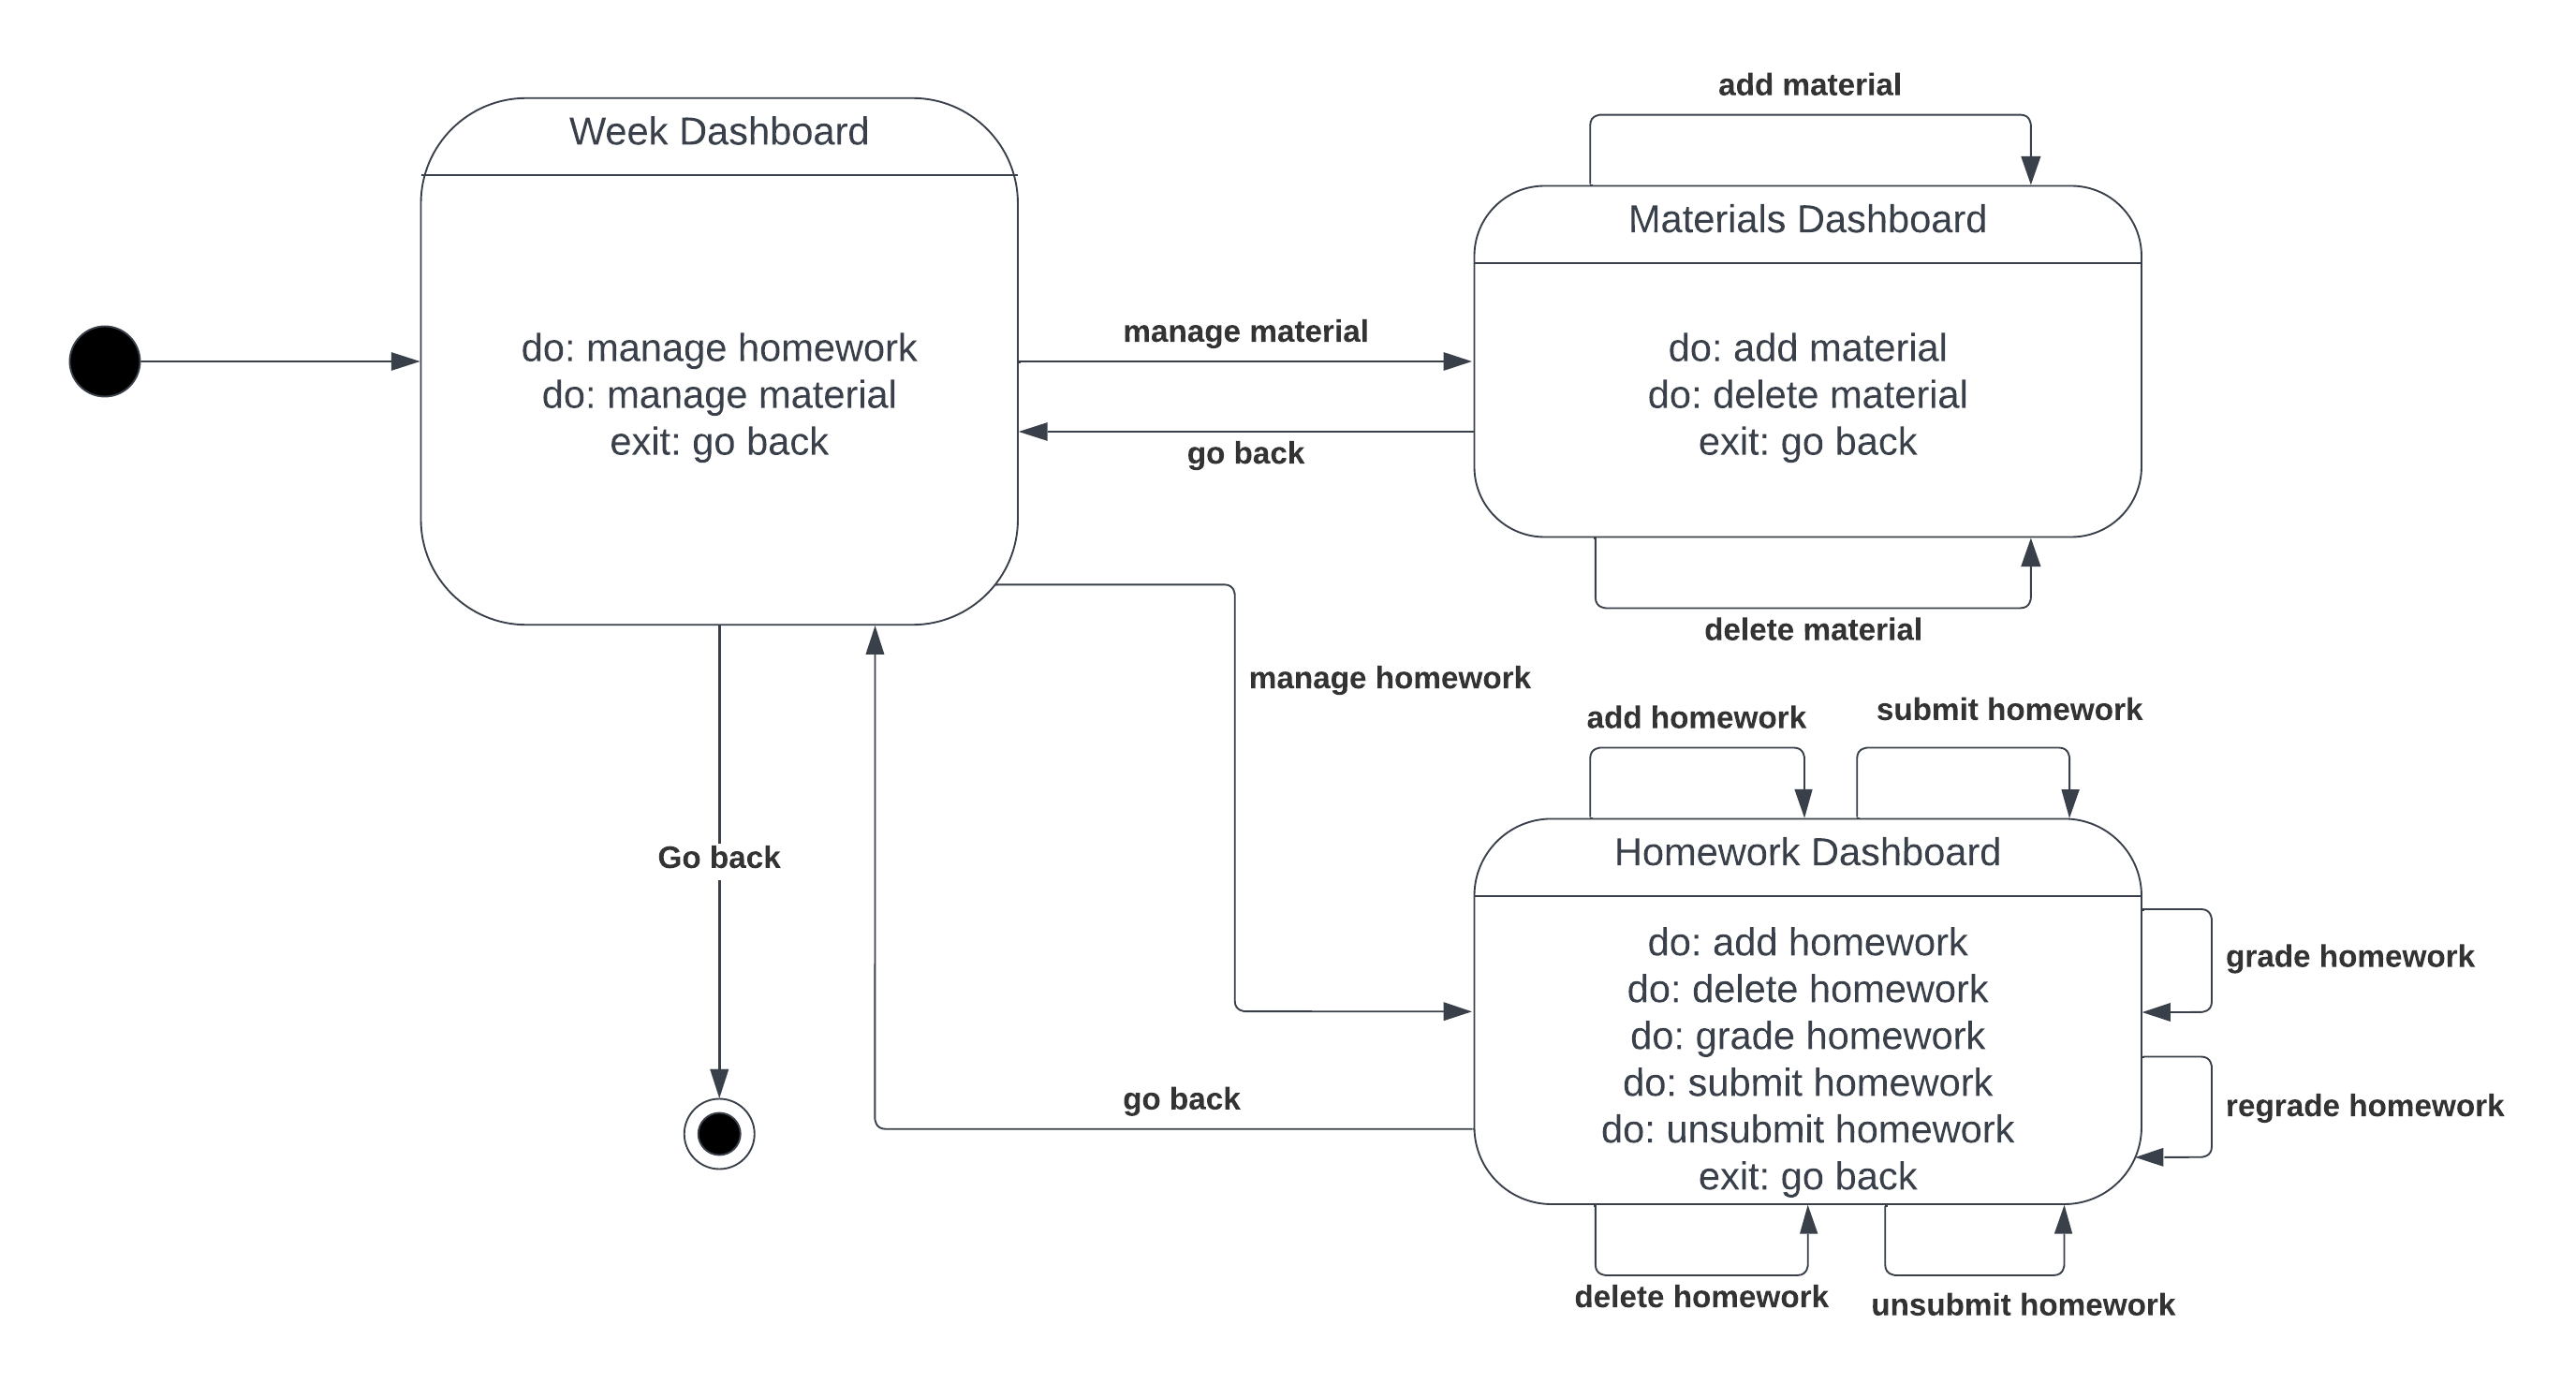 Week Dashboard
do: manage homework
do: manage material
exit: go back
manage material
go back
add material
Materials Dashboard
do: add material
do: delete material
exit: go back
delete material
manage homework
Go back
go back
add homework
submit homework
Homework Dashboard
do: add homework
do: delete homework
do: grade homework
do: submit homework
do: unsubmit homework
exit: go back
grade homework
regrade homework
delete homework
unsubmit homework